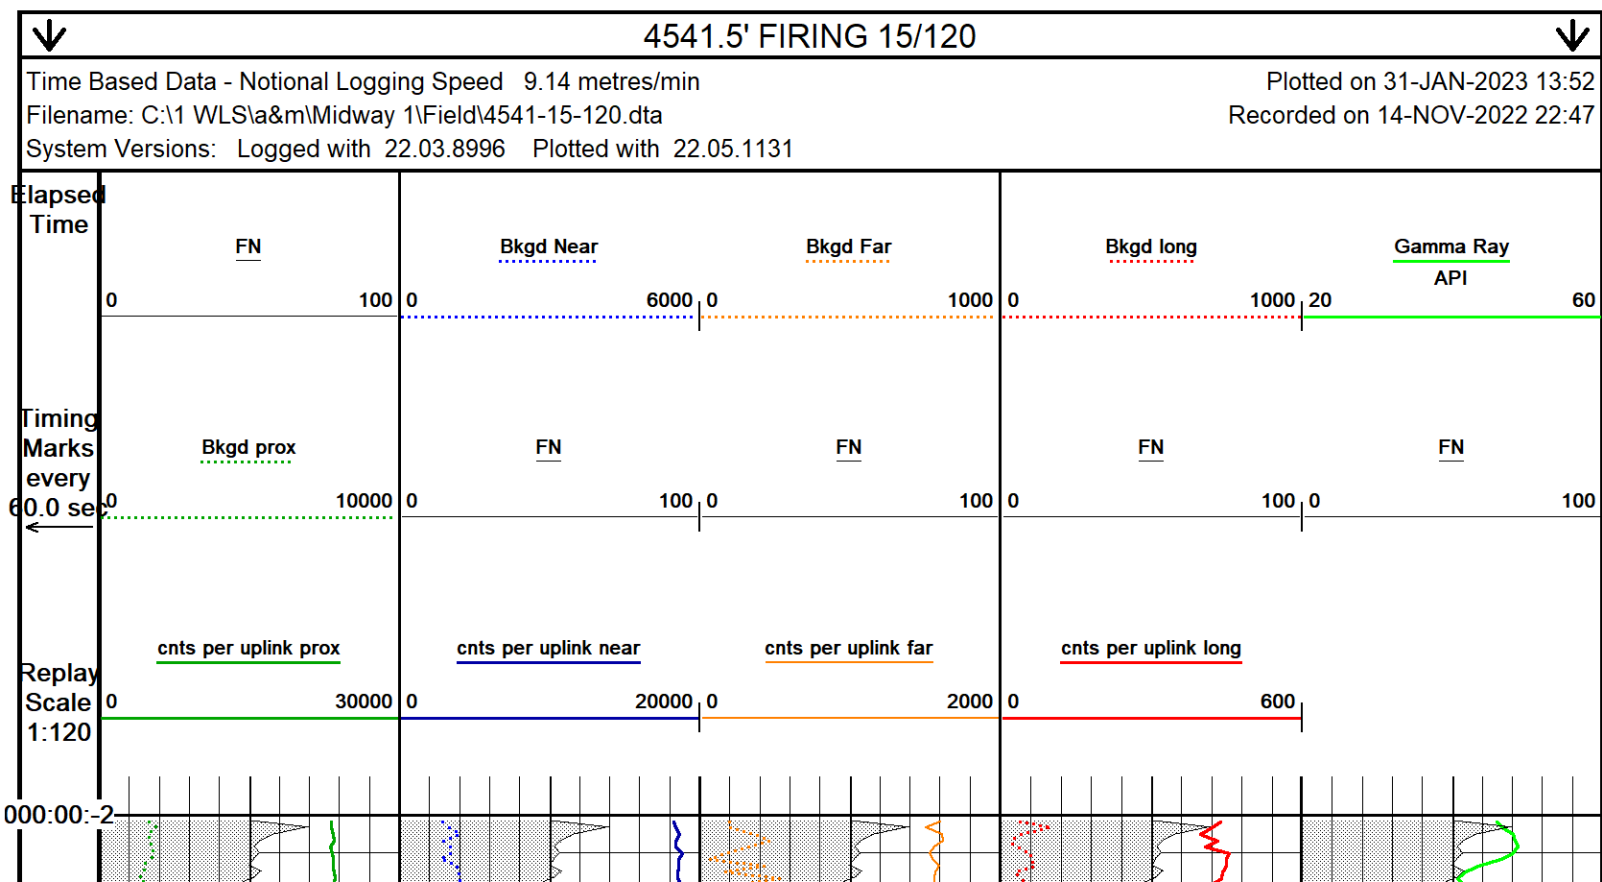 4541.5' FIRING 15/120
Time Based Data - Notional Logging Speed 9.14 metres/min
Plotted on 31-JAN-2023 13:52
Filename: C:\1 WLS\a&m\Midway 1\Field\4541-15-120.dta
Recorded on 14-NOV-2022 22:47
System Versions: Logged with 22.03.8996 Plotted with 22.05.1131
Elapsed
Time
FN
Bkgd Near
Bkgd Far
Bkgd long
Gamma Ray
API
0 100 0 6000 0 1000 0 1000 20 60
Timing
Marks
every
60.0 sec
Bkgd prox
FN
FN
FN
FN
0 10000 0 100 0 100 0 100 0 100
cnts per uplink prox
cnts per uplink near
cnts per uplink far
cnts per uplink long
Replay
Scale
1:120
0 30000 0 20000 0 2000 0 600
000:00:-2